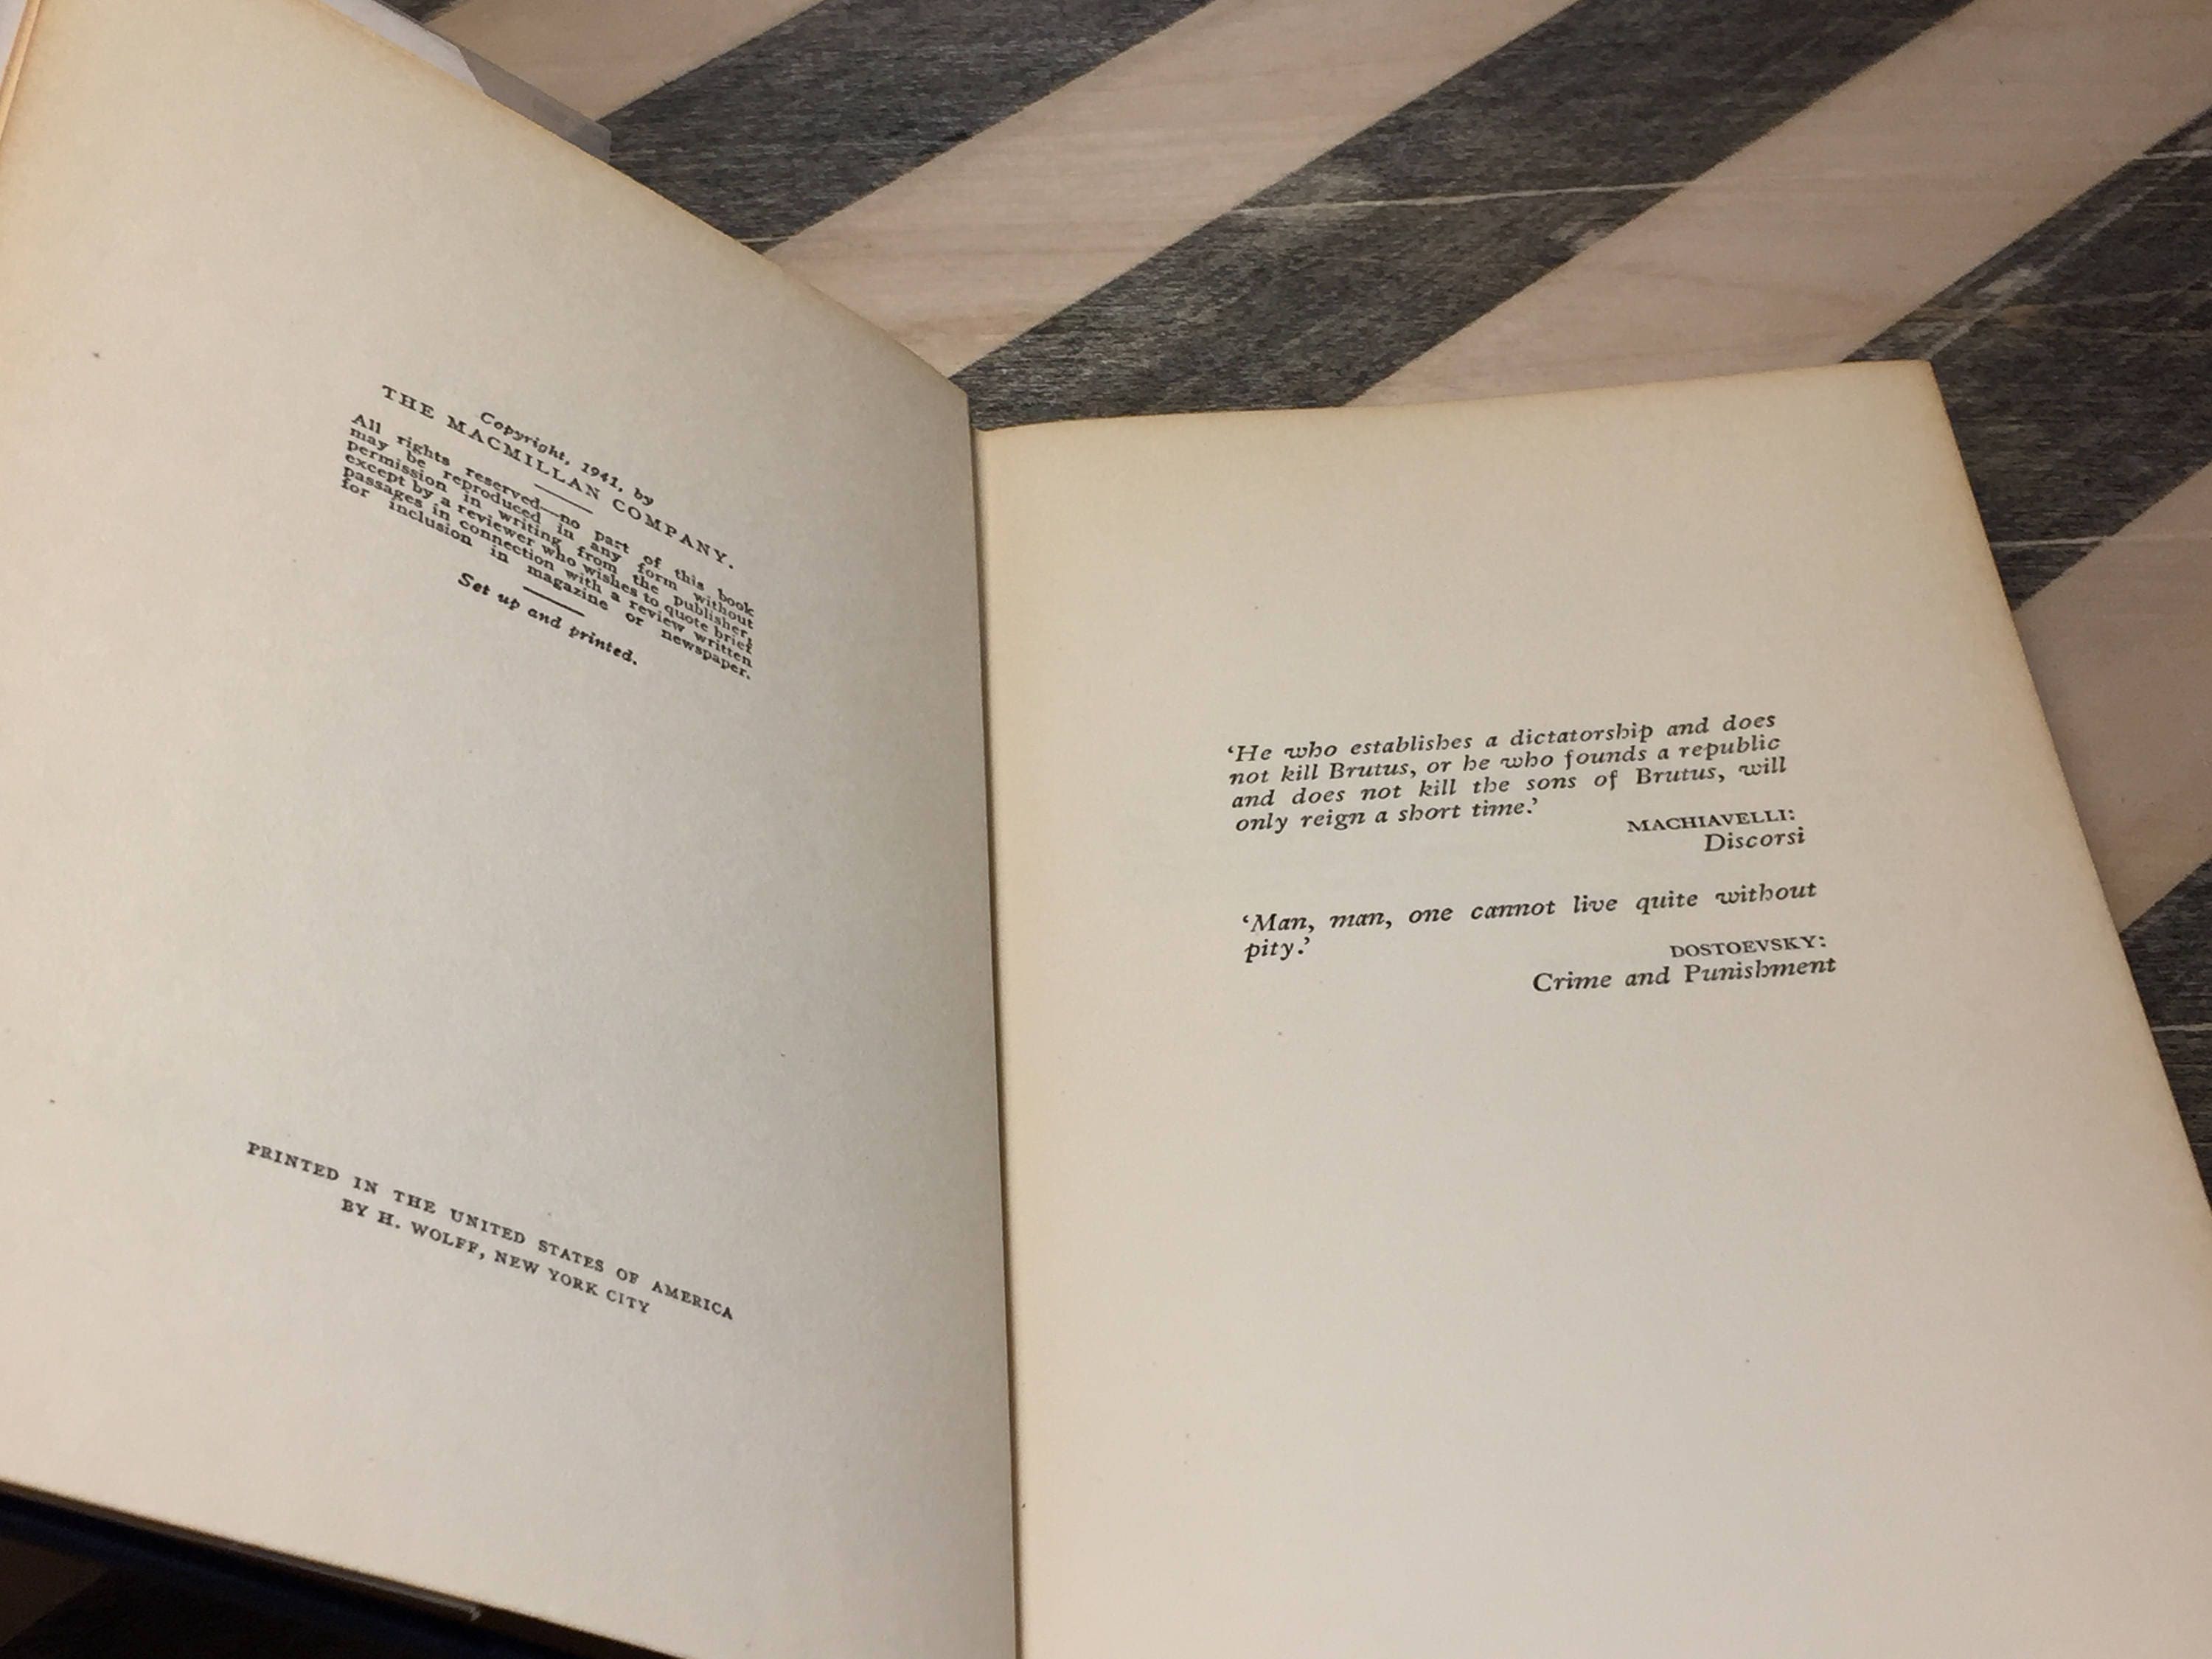 Copyright, 1941, by
THE MACMILLAN COMPANY.
All rights reserved—no part of this book
may be reproduced in any form without
permission in writing from the publisher,
except by a reviewer who wishes to quote brief
passages in connection with a review written
for inclusion in magazine or newspaper.
Set up and printed.
PRINTED IN THE UNITED STATES OF AMERICA
BY H. WOLFF, NEW YORK CITY
‘He who establishes a dictatorship and does
not kill Brutus, or he who founds a republic
and does not kill the sons of Brutus, will
only reign a short time.’
MACHIAVELLI:
Discorsi
‘Man, man, one cannot live quite without
pity.’
DOSTOEVSKY:
Crime and Punishment